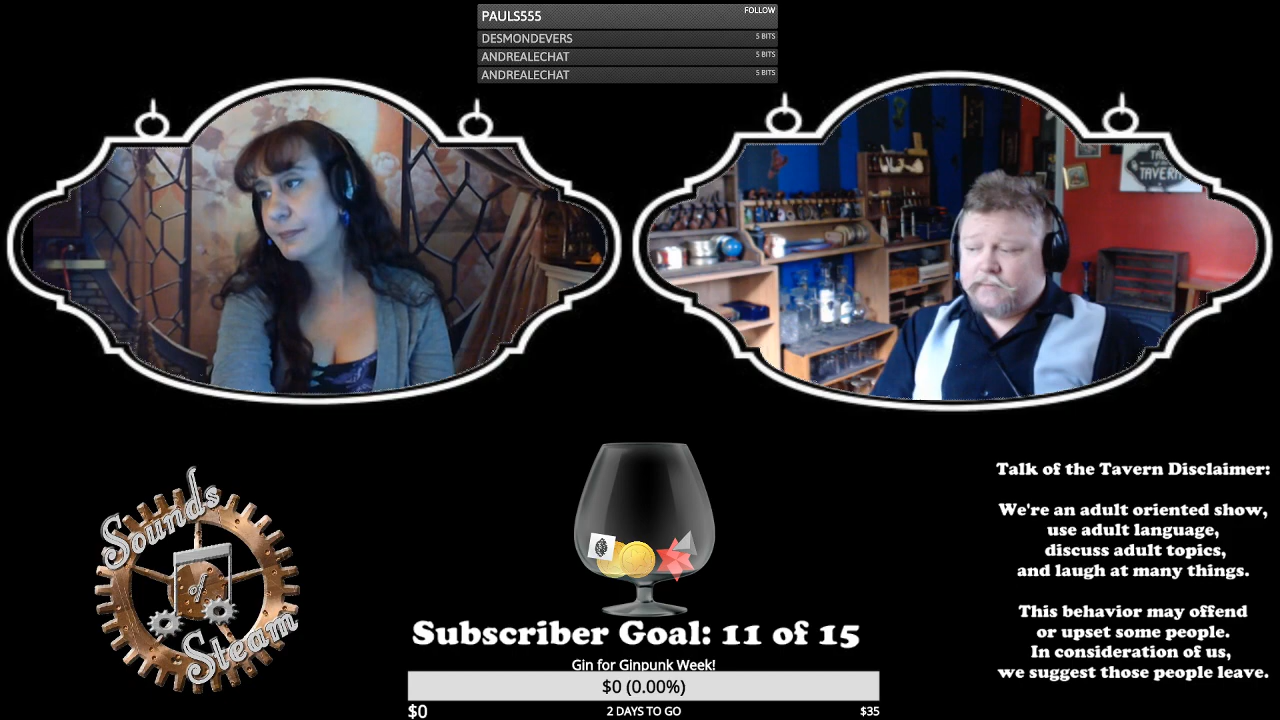 PAULS555 FOLLOW
DESMONDEVERS 5 BITS
ANDREALECHAT 5 BITS
ANDREALECHAT 5 BITS
TAVERN
Sounds
of
Steam
Talk of the Tavern Disclaimer:
We're an adult oriented show,
use adult language,
discuss adult topics,
and laugh at many things.
This behavior may offend
or upset some people.
In consideration of us,
we suggest those people leave.
Subscriber Goal: 11 of 15
Gin for Ginpunk Week!
$0 (0.00%)
$0 2 DAYS TO GO $35